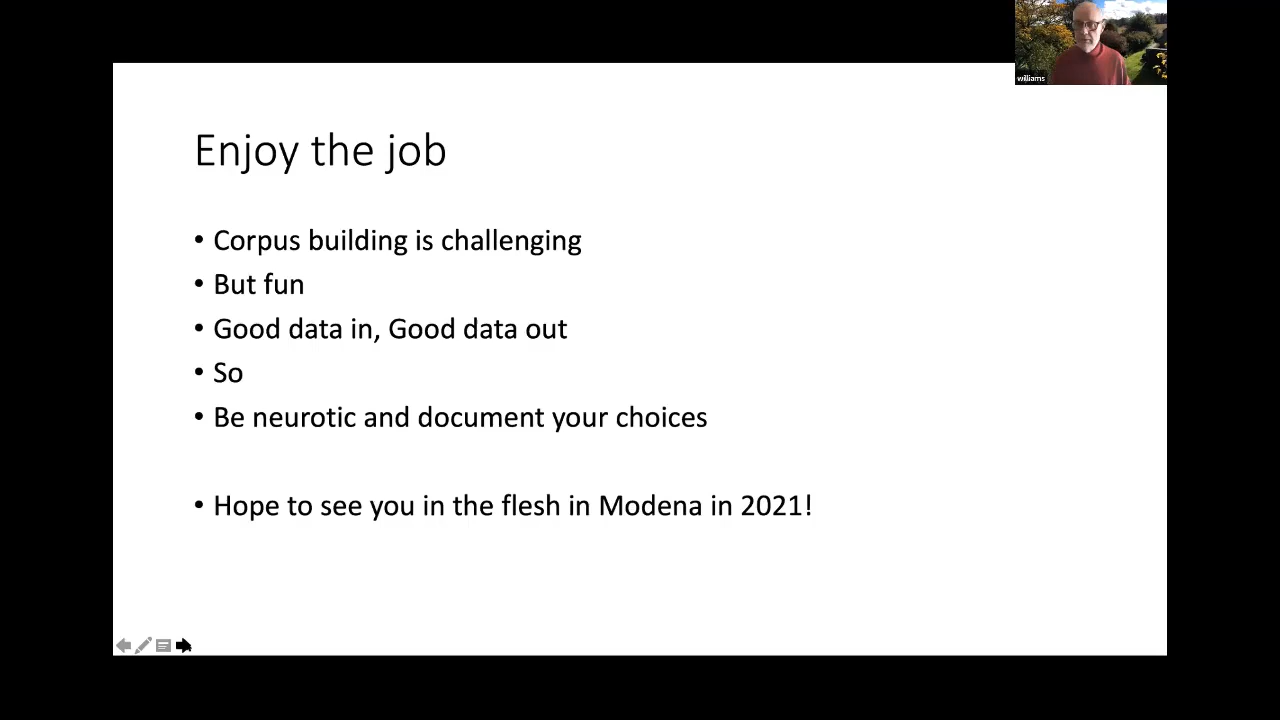 williams
Enjoy the job
• Corpus building is challenging
• But fun
• Good data in, Good data out
• So
• Be neurotic and document your choices
• Hope to see you in the flesh in Modena in 2021!